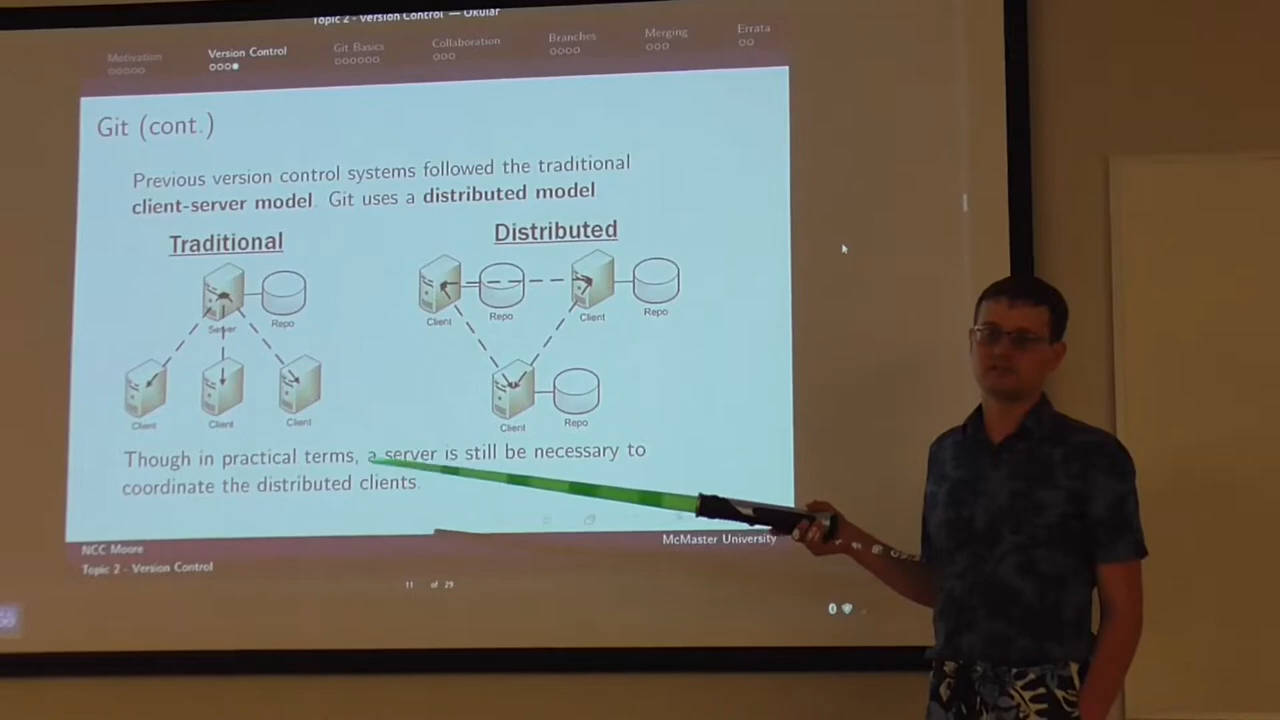 Topic 2 - Version Control — Okular
Motivation
Version Control
Git Basics
Collaboration
Branches
Merging
Errata
Git (cont.)
Previous version control systems followed the traditional
client-server model. Git uses a distributed model
Traditional
Distributed
Server
Repo
Client
Client
Client
Client
Repo
Client
Repo
Client
Repo
Though in practical terms, a server is still be necessary to
coordinate the distributed clients.
NCC Moore
McMaster University
Topic 2 - Version Control
11 of 29
0